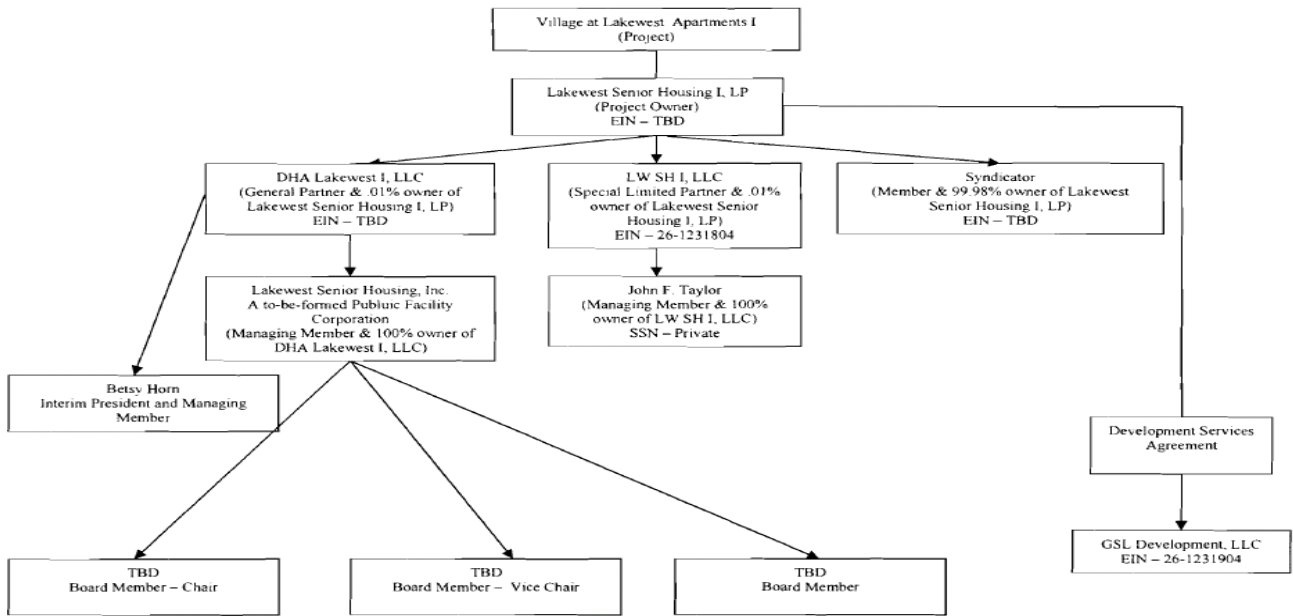 Village at Lakewest Apartments I
(Project)
Lakewest Senior Housing I, LP
(Project Owner)
EIN – TBD
DHA Lakewest I, LLC
(General Partner & .01% owner of
Lakewest Senior Housing I, LP)
EIN – TBD
LW SH I, LLC
(Special Limited Partner & .01%
owner of Lakewest Senior
Housing I, LP)
EIN – 26-1231804
Syndicator
(Member & 99.98% owner of Lakewest
Senior Housing I, LP)
EIN – TBD
Lakewest Senior Housing, Inc.
A to-be-formed Publuic Facility
Corporation
(Managing Member & 100% owner of
DHA Lakewest I, LLC)
John F. Taylor
(Managing Member & 100%
owner of LW SH I, LLC)
SSN – Private
Betsy Horn
Interim President and Managing
Member
Development Services
Agreement
GSL Development, LLC
EIN – 26-1231904
TBD
Board Member – Chair
TBD
Board Member – Vice Chair
TBD
Board Member